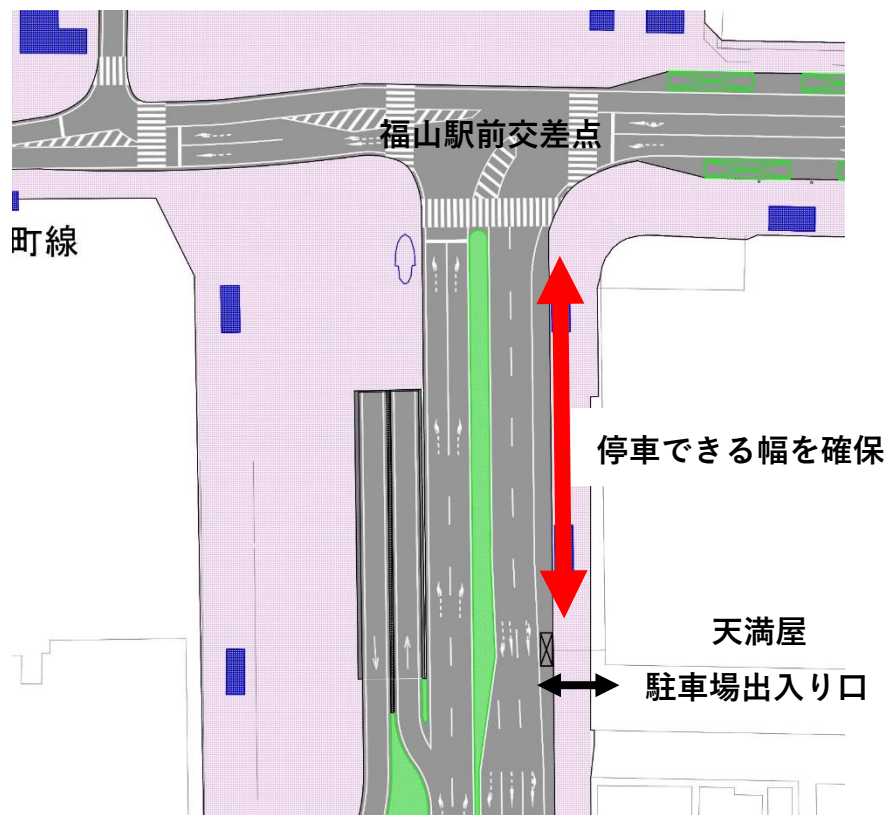 福山駅前交差点
町線
停車できる幅を確保
天満屋
駐車場出入り口